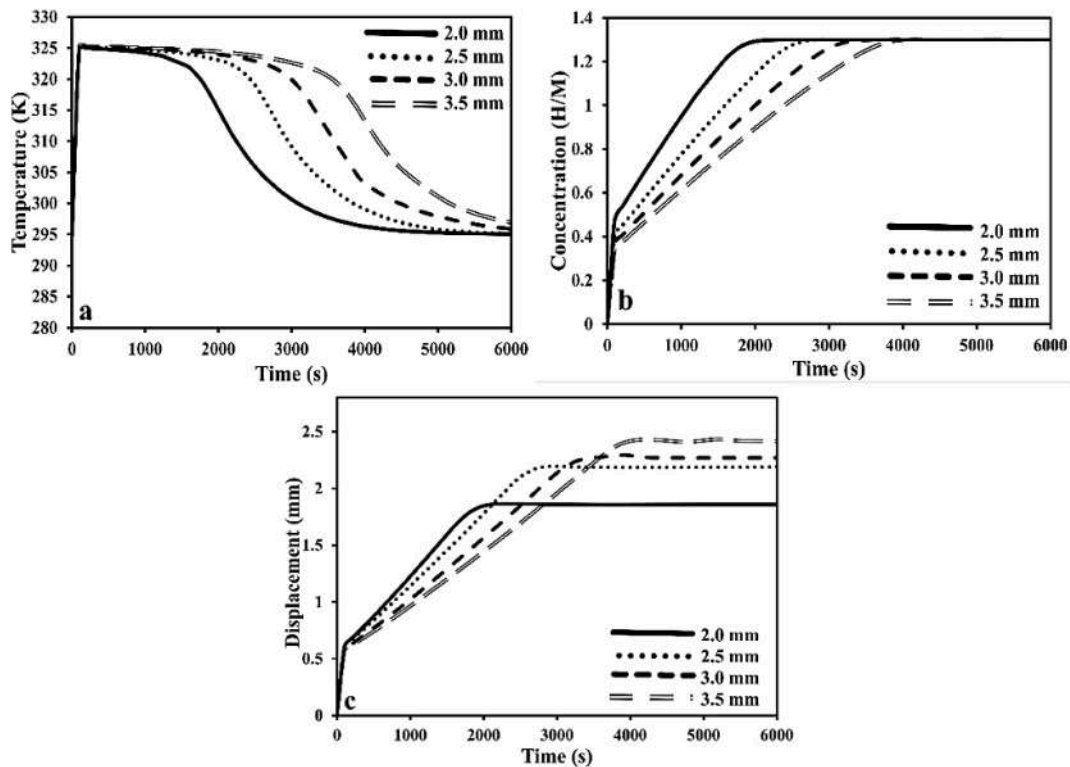 Temperature (K)
330
325
320
315
310
305
300
295
290
285
280
2.0 mm
2.5 mm
3.0 mm
3.5 mm
a
0 1000 2000 3000 4000 5000 6000
Time (s)
Concentration (H/M)
1.4
1.2
1
0.8
0.6
0.4
0.2
0
2.0 mm
2.5 mm
3.0 mm
3.5 mm
b
0 1000 2000 3000 4000 5000 6000
Time (s)
Displacement (mm)
2.5
2
1.5
1
0.5
0
2.0 mm
2.5 mm
3.0 mm
3.5 mm
c
0 1000 2000 3000 4000 5000 6000
Time (s)